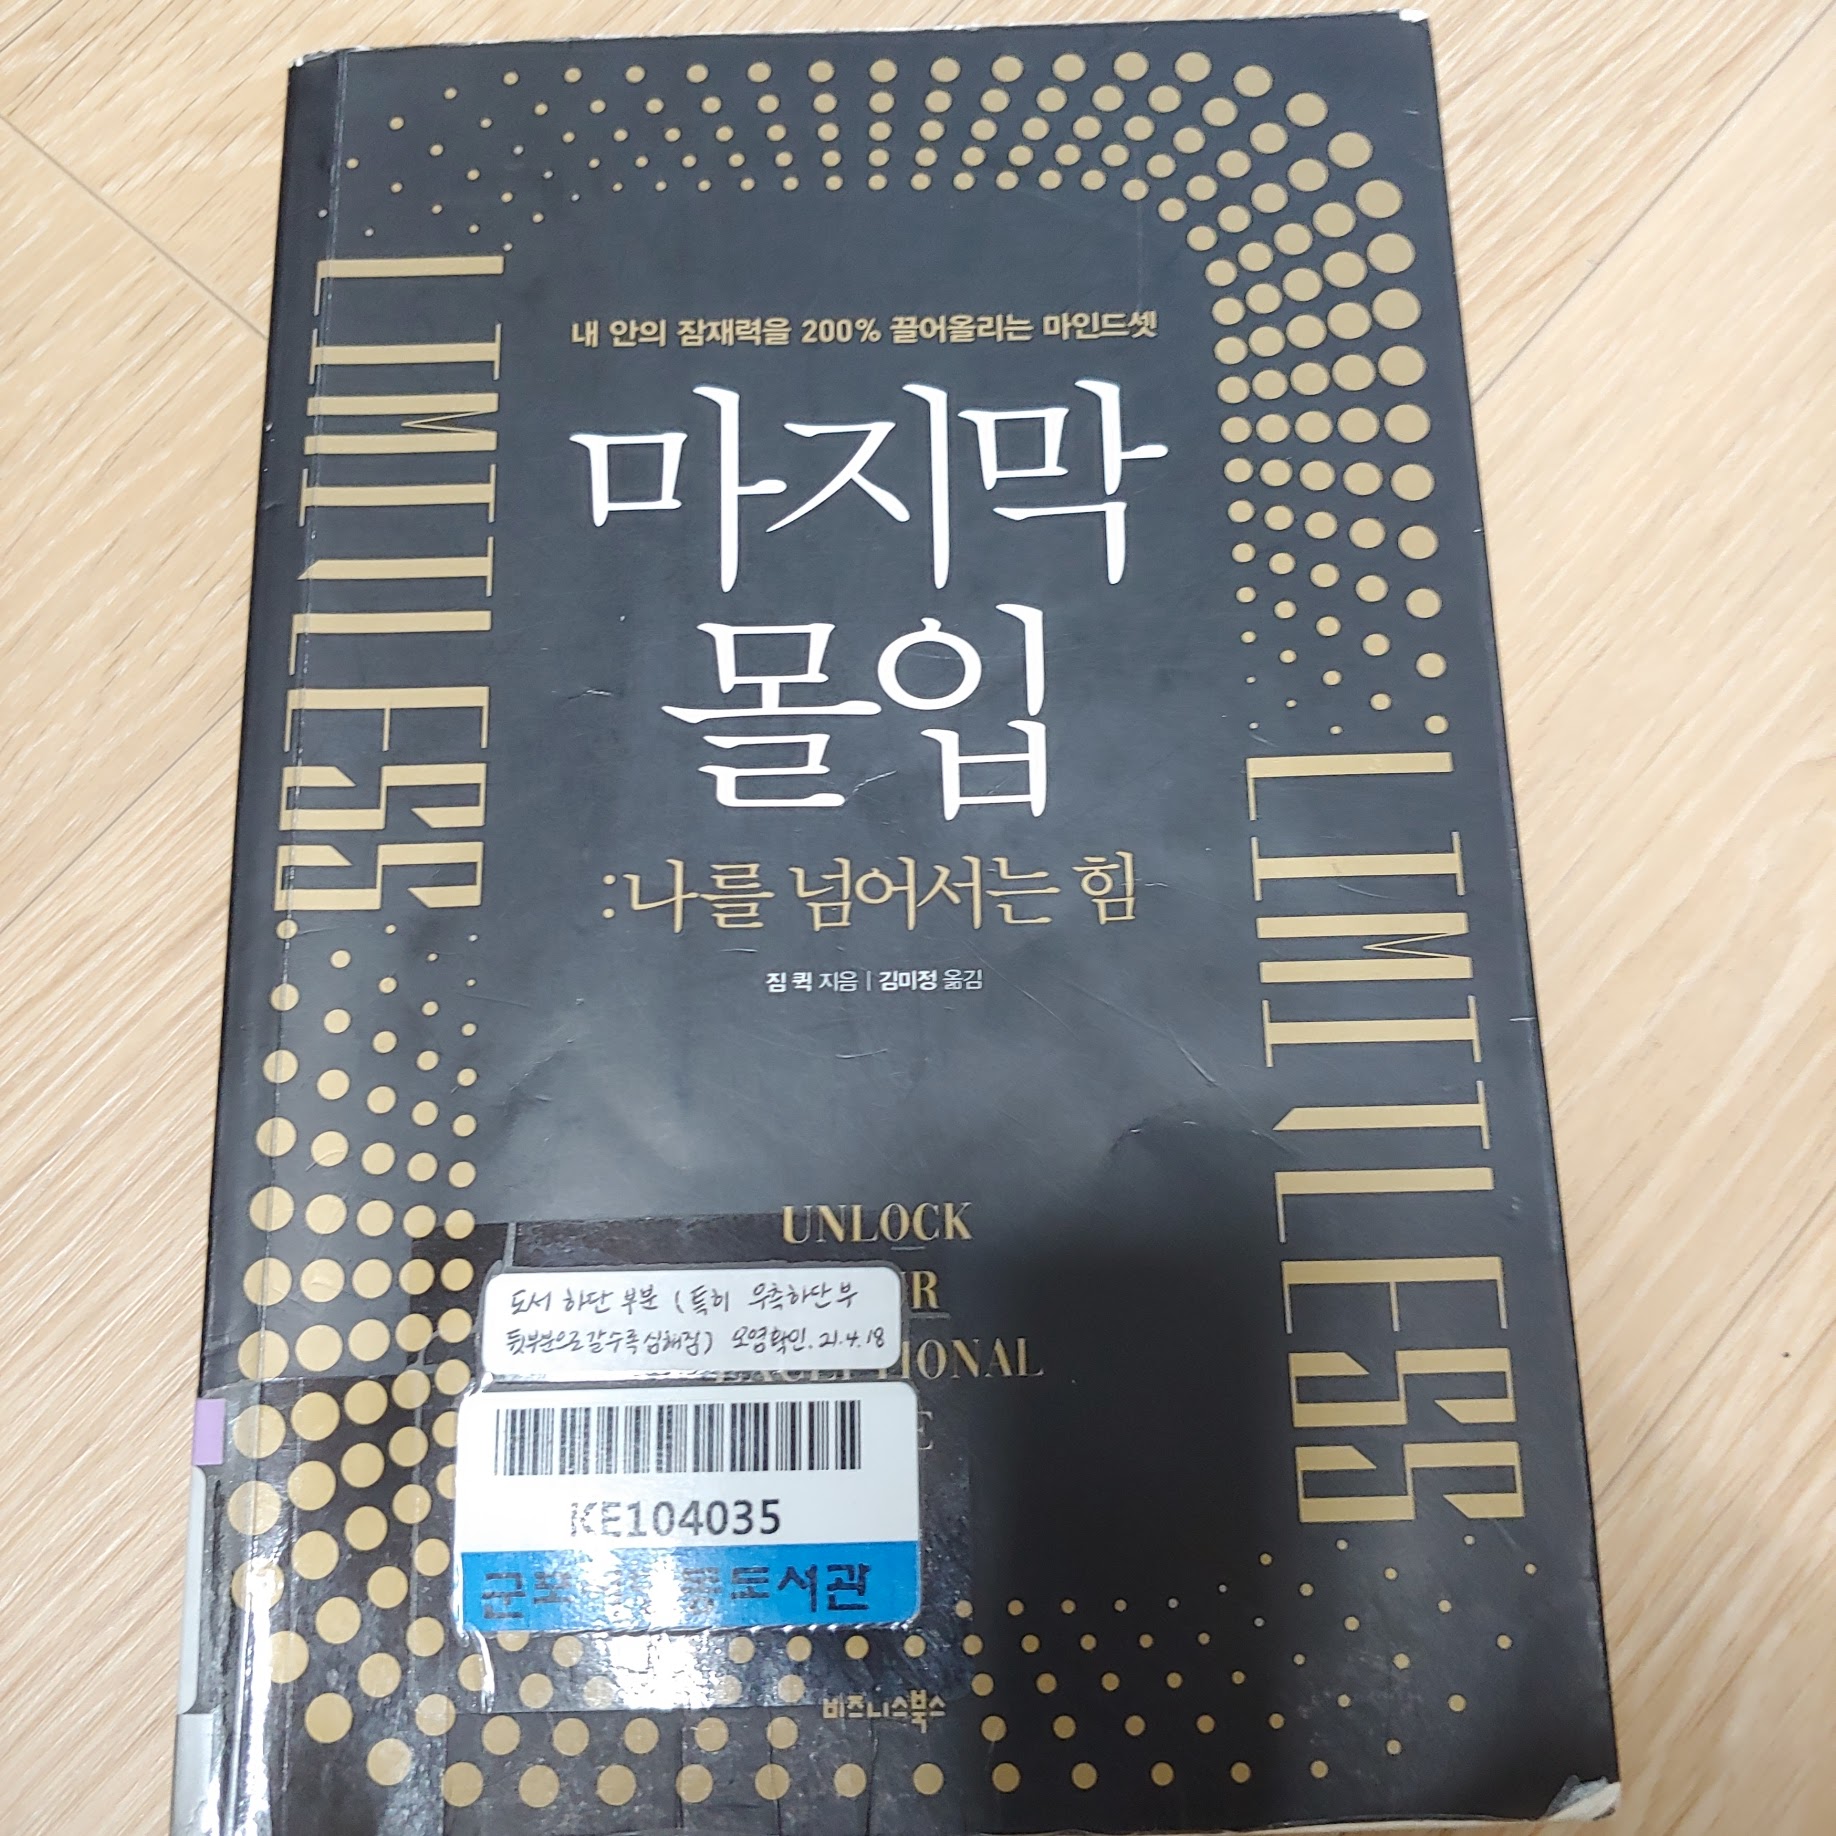 LIMITLESS
내 안의 잠재력을 200% 끌어올리는 마인드셋
마지막
몰입
:나를 넘어서는 힘
짐 퀵 지음 | 김미정 옮김
LIMITLESS
UNLOCK
도서 하단 부분 (특히 우측하단부
뒷부분으로 갈수록 심해짐) 오염확인. 21.4.18
KE104035
도서관
비즈니스북스